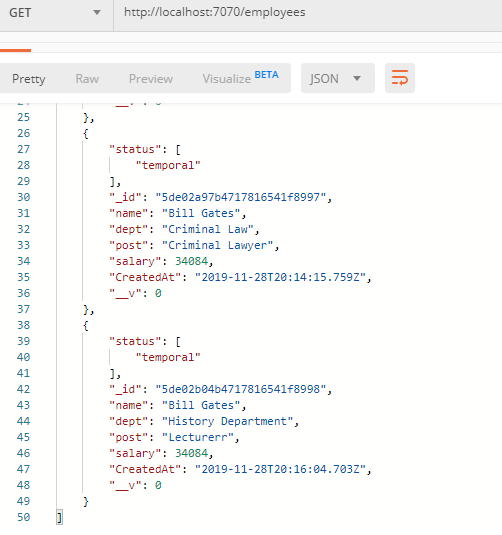 GET http://localhost:7070/employees
Pretty Raw Preview Visualize BETA JSON
25 },
26 {
27 "status": [
28 "temporal"
29 ],
30 "_id": "5de02a97b4717816541f8997",
31 "name": "Bill Gates",
32 "dept": "Criminal Law",
33 "post": "Criminal Lawyer",
34 "salary": 34084,
35 "CreatedAt": "2019-11-28T20:14:15.759Z",
36 "__v": 0
37 },
38 {
39 "status": [
40 "temporal"
41 ],
42 "_id": "5de02b04b4717816541f8998",
43 "name": "Bill Gates",
44 "dept": "History Department",
45 "post": "Lecturerr",
46 "salary": 34084,
47 "CreatedAt": "2019-11-28T20:16:04.703Z",
48 "__v": 0
49 }
50 ]